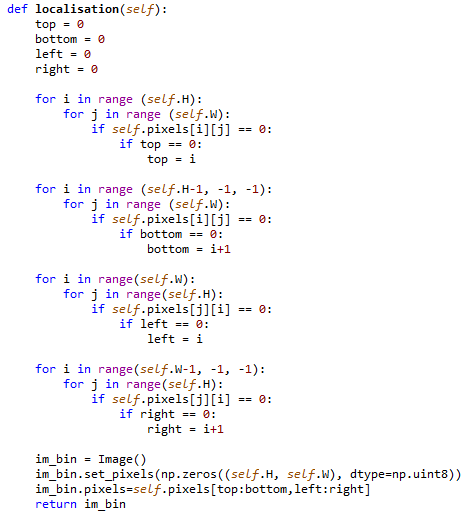 def localisation(self):
    top = 0
    bottom = 0
    left = 0
    right = 0

    for i in range (self.H):
        for j in range (self.W):
            if self.pixels[i][j] == 0:
                if top == 0:
                    top = i

    for i in range (self.H-1, -1, -1):
        for j in range (self.W):
            if self.pixels[i][j] == 0:
                if bottom == 0:
                    bottom = i+1

    for i in range(self.W):
        for j in range(self.H):
            if self.pixels[j][i] == 0:
                if left == 0:
                    left = i

    for i in range(self.W-1, -1, -1):
        for j in range(self.H):
            if self.pixels[j][i] == 0:
                if right == 0:
                    right = i+1

    im_bin = Image()
    im_bin.set_pixels(np.zeros((self.H, self.W), dtype=np.uint8))
    im_bin.pixels=self.pixels[top:bottom,left:right]
    return im_bin